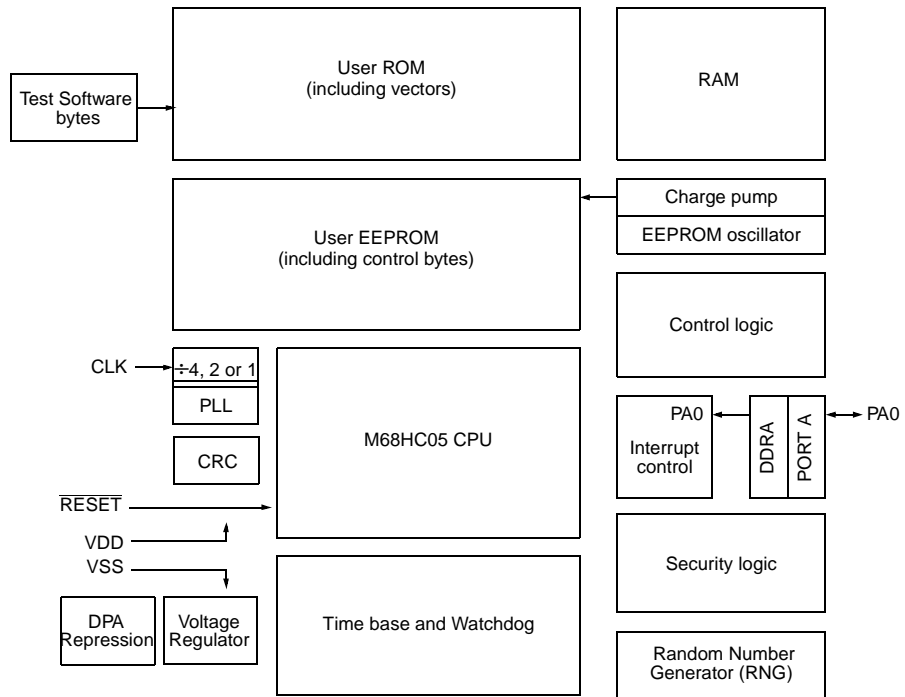 User ROM
(including vectors)
RAM
Test Software
bytes
Charge pump
EEPROM oscillator
User EEPROM
(including control bytes)
Control logic
CLK
÷4, 2 or 1
PLL
M68HC05 CPU
PA0
Interrupt
control
DDRA
PORT A
PA0
CRC
RESET
VDD
VSS
Security logic
DPA
Repression
Voltage
Regulator
Time base and Watchdog
Random Number
Generator (RNG)